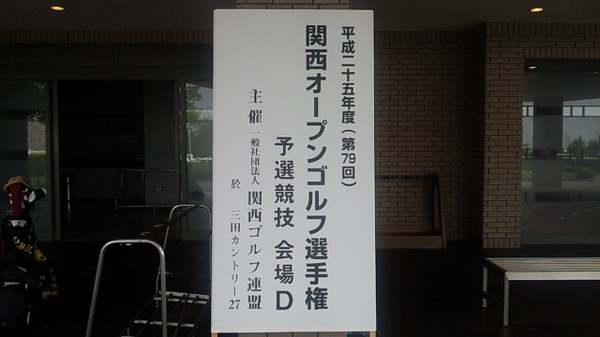 平成二十五年度(第79回)
関西オープンゴルフ選手権
予選競技 会場D
主催 一般社団法人 関西ゴルフ連盟
於 三田カントリー27